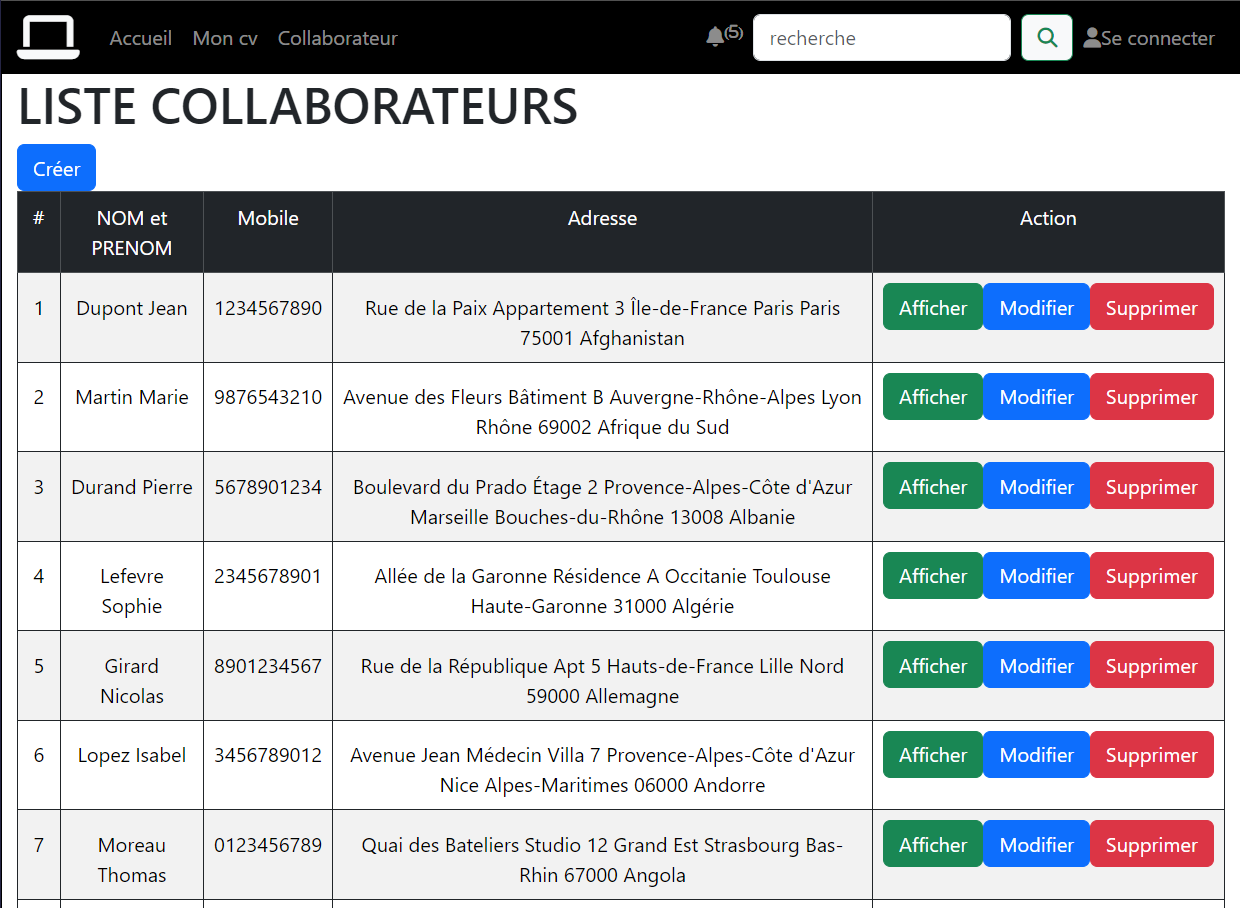 Accueil Mon cv Collaborateur (5) recherche Se connecter
LISTE COLLABORATEURS
Créer
# NOM et PRENOM Mobile Adresse Action
1 Dupont Jean 1234567890 Rue de la Paix Appartement 3 Île-de-France Paris Paris 75001 Afghanistan Afficher Modifier Supprimer
2 Martin Marie 9876543210 Avenue des Fleurs Bâtiment B Auvergne-Rhône-Alpes Lyon Rhône 69002 Afrique du Sud Afficher Modifier Supprimer
3 Durand Pierre 5678901234 Boulevard du Prado Étage 2 Provence-Alpes-Côte d'Azur Marseille Bouches-du-Rhône 13008 Albanie Afficher Modifier Supprimer
4 Lefevre Sophie 2345678901 Allée de la Garonne Résidence A Occitanie Toulouse Haute-Garonne 31000 Algérie Afficher Modifier Supprimer
5 Girard Nicolas 8901234567 Rue de la République Apt 5 Hauts-de-France Lille Nord 59000 Allemagne Afficher Modifier Supprimer
6 Lopez Isabel 3456789012 Avenue Jean Médecin Villa 7 Provence-Alpes-Côte d'Azur Nice Alpes-Maritimes 06000 Andorre Afficher Modifier Supprimer
7 Moreau Thomas 0123456789 Quai des Bateliers Studio 12 Grand Est Strasbourg Bas-Rhin 67000 Angola Afficher Modifier Supprimer